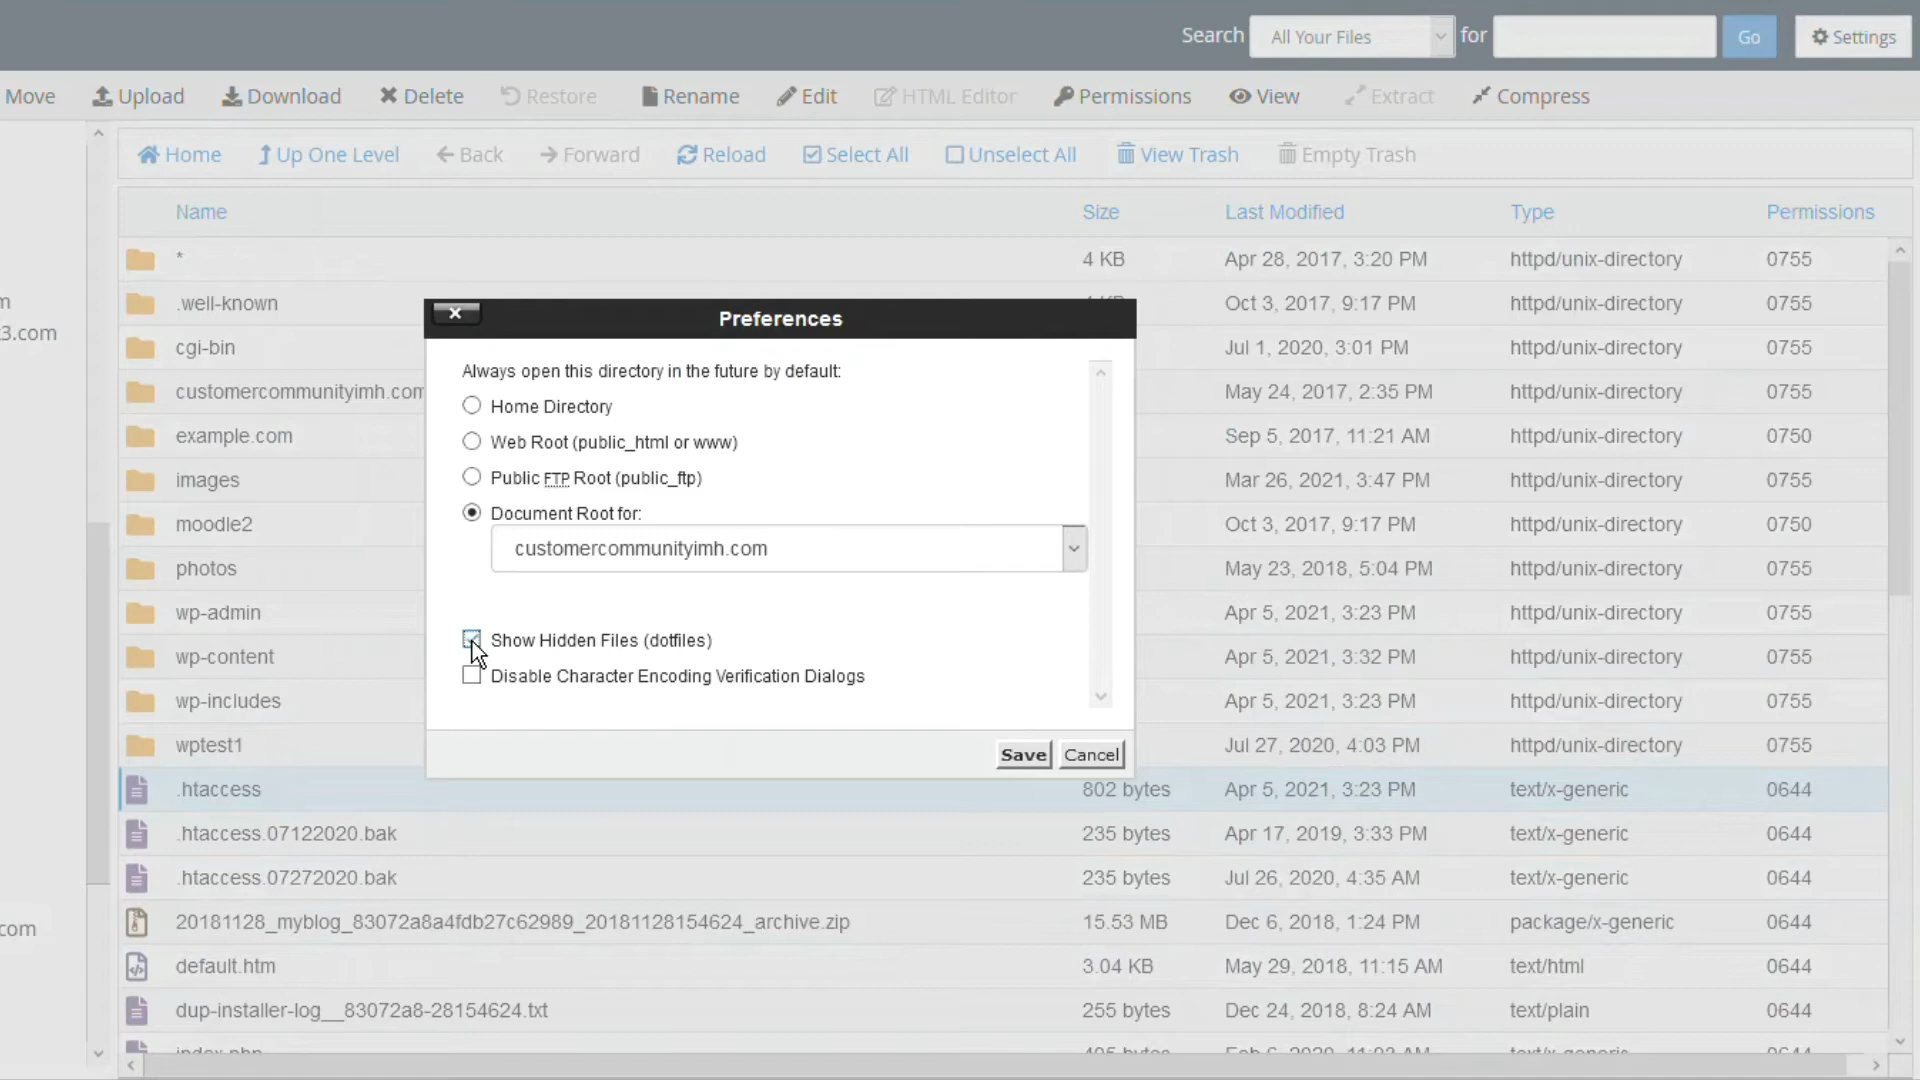 Search All Your Files for Go Settings
Move Upload Download Delete Restore Rename Edit HTML Editor Permissions View Extract Compress
Home Up One Level Back Forward Reload Select All Unselect All View Trash Empty Trash
Name Size Last Modified Type Permissions
* 4 KB Apr 28, 2017, 3:20 PM httpd/unix-directory 0755
.well-known Oct 3, 2017, 9:17 PM httpd/unix-directory 0755
3.com
cgi-bin Jul 1, 2020, 3:01 PM httpd/unix-directory 0755
customercommunityimh.com May 24, 2017, 2:35 PM httpd/unix-directory 0755
example.com Sep 5, 2017, 11:21 AM httpd/unix-directory 0750
images Mar 26, 2021, 3:47 PM httpd/unix-directory 0755
moodle2 Oct 3, 2017, 9:17 PM httpd/unix-directory 0750
photos May 23, 2018, 5:04 PM httpd/unix-directory 0755
wp-admin Apr 5, 2021, 3:23 PM httpd/unix-directory 0755
wp-content Apr 5, 2021, 3:32 PM httpd/unix-directory 0755
wp-includes Apr 5, 2021, 3:23 PM httpd/unix-directory 0755
wptest1 Jul 27, 2020, 4:03 PM httpd/unix-directory 0755
.htaccess 802 bytes Apr 5, 2021, 3:23 PM text/x-generic 0644
.htaccess.07122020.bak 235 bytes Apr 17, 2019, 3:33 PM text/x-generic 0644
.htaccess.07272020.bak 235 bytes Jul 26, 2020, 4:35 AM text/x-generic 0644
20181128_myblog_83072a8a4fdb27c62989_20181128154624_archive.zip 15.53 MB Dec 6, 2018, 1:24 PM package/x-generic 0644
com
default.htm 3.04 KB May 29, 2018, 11:15 AM text/html 0644
dup-installer-log__83072a8-28154624.txt 255 bytes Dec 24, 2018, 8:24 AM text/plain 0644
Preferences
Always open this directory in the future by default:
Home Directory
Web Root (public_html or www)
Public FTP Root (public_ftp)
Document Root for:
customercommunityimh.com
Show Hidden Files (dotfiles)
Disable Character Encoding Verification Dialogs
Save Cancel